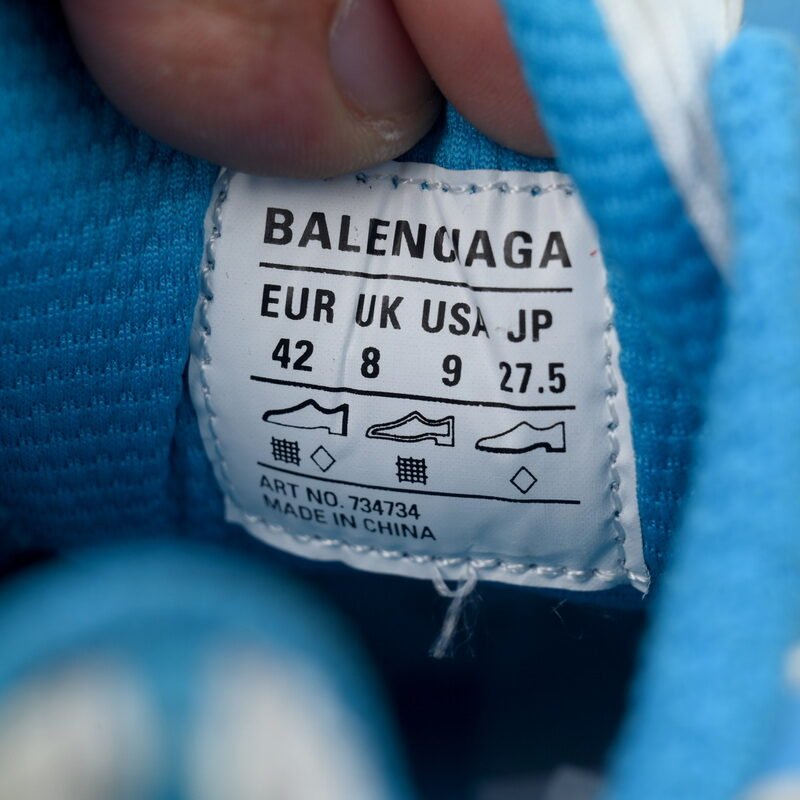 BALENCIAGA
EUR UK USA JP
42 8 9 27.5
ART NO. 734734
MADE IN CHINA